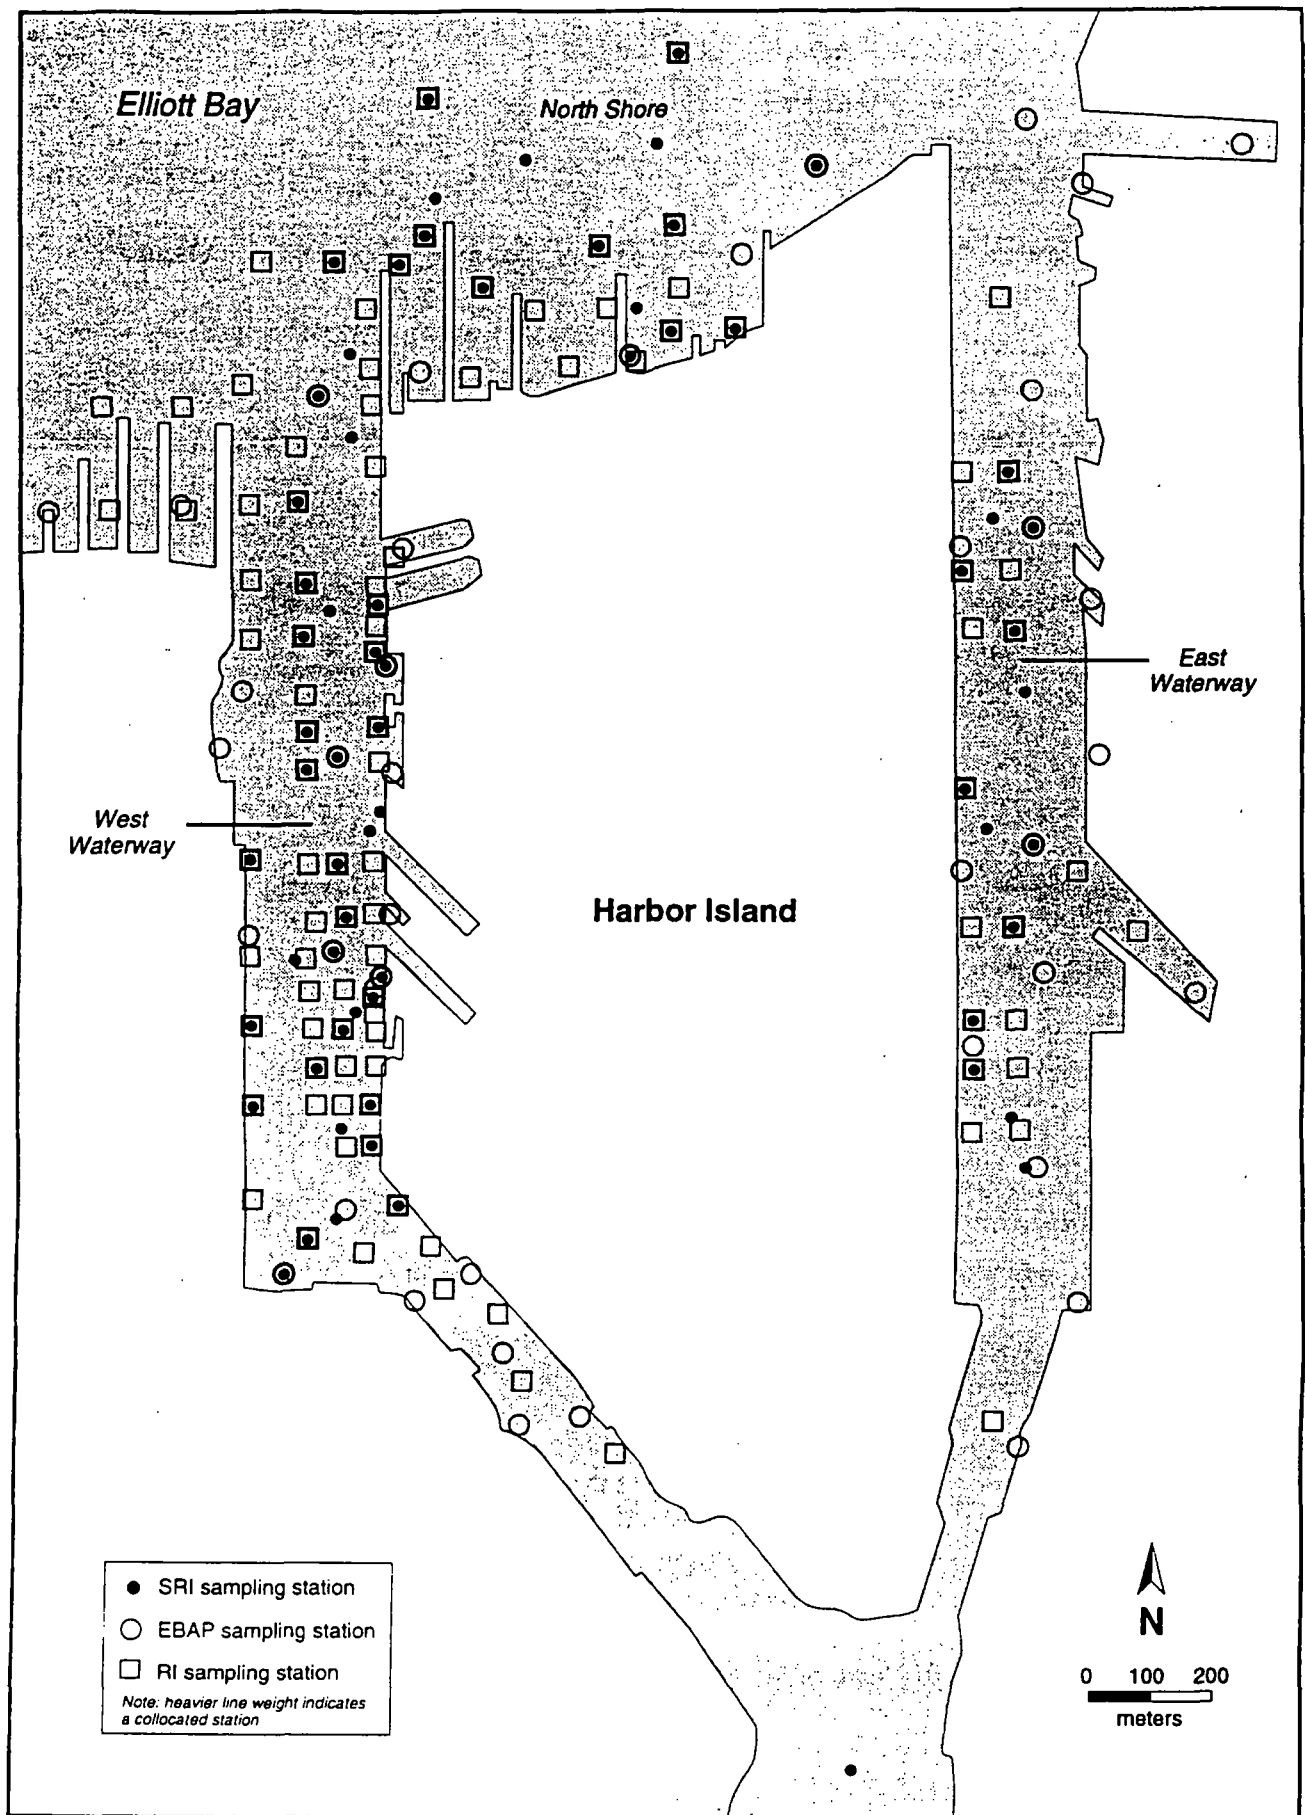 Elliott Bay
North Shore
East
Waterway
West
Waterway
Harbor Island
SRI sampling station
EBAP sampling station
RI sampling station
Note: heavier line weight indicates
a collocated station
N
0 100 200
meters